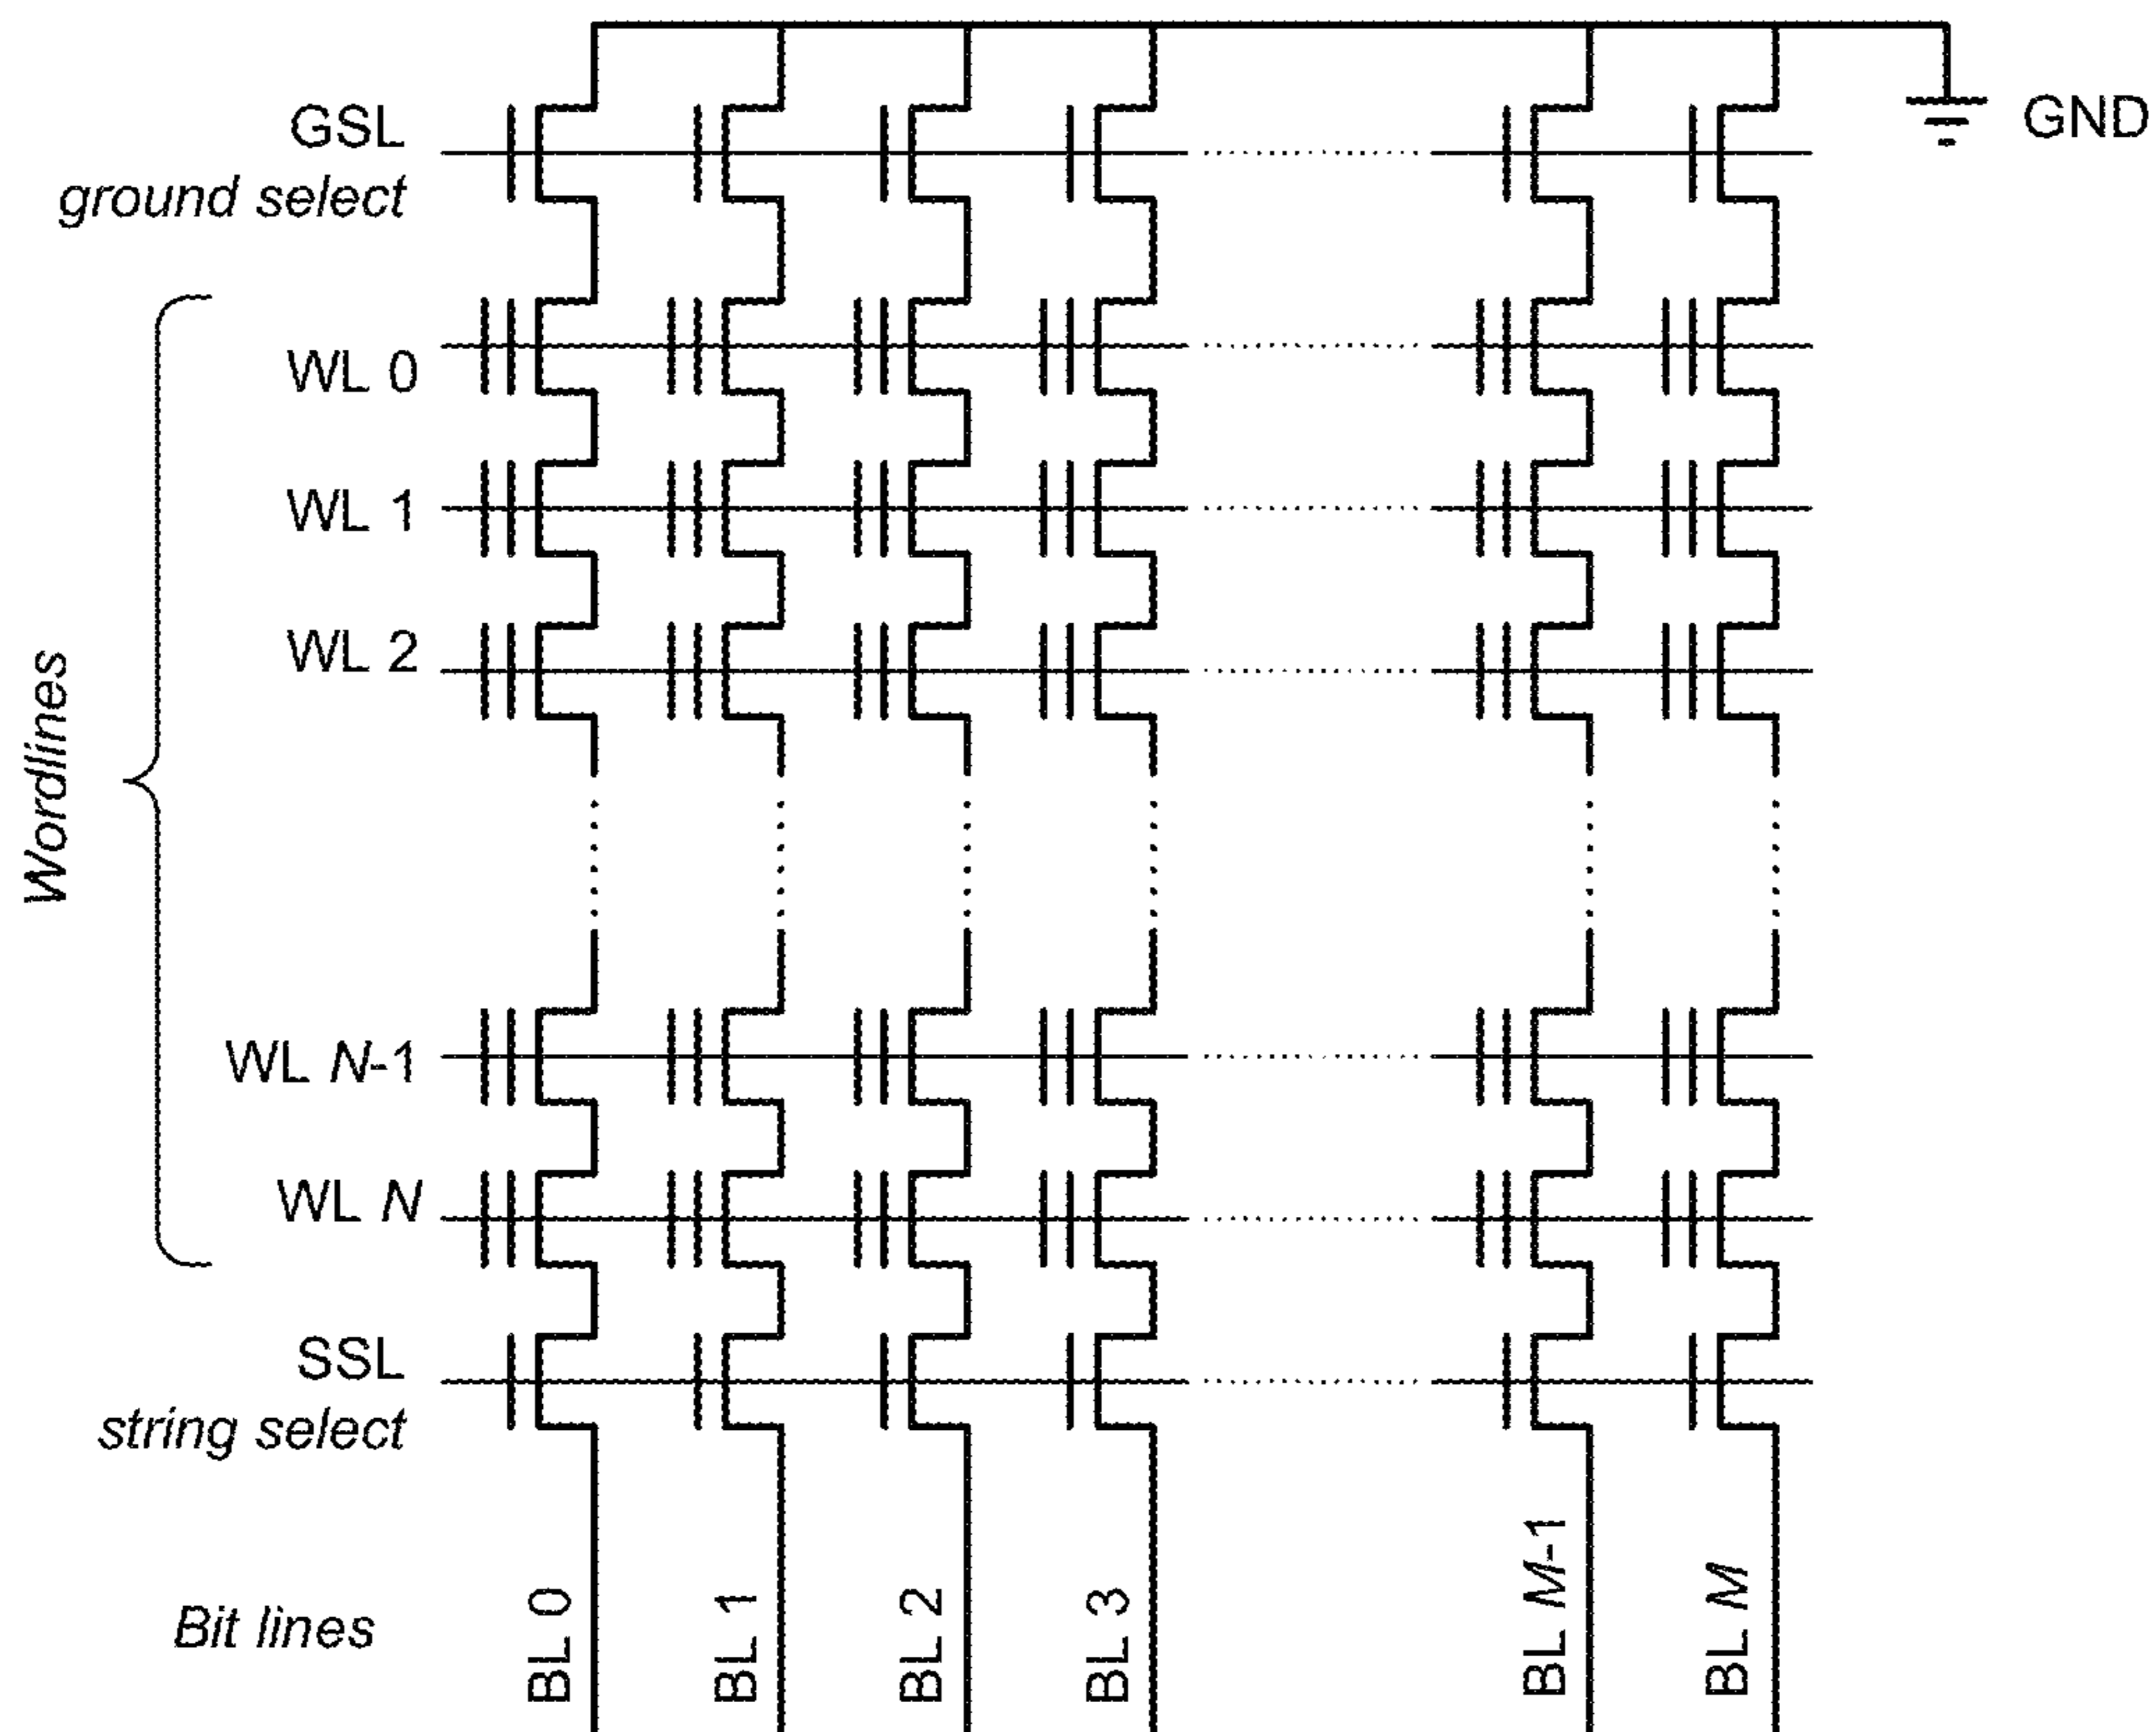 GND
GSL
ground select
WL 0
WL 1
WL 2
Wordlines
WL N-1
WL N
SSL
string select
Bit lines
BL 0
BL 1
BL 2
BL 3
BL M-1
BL M